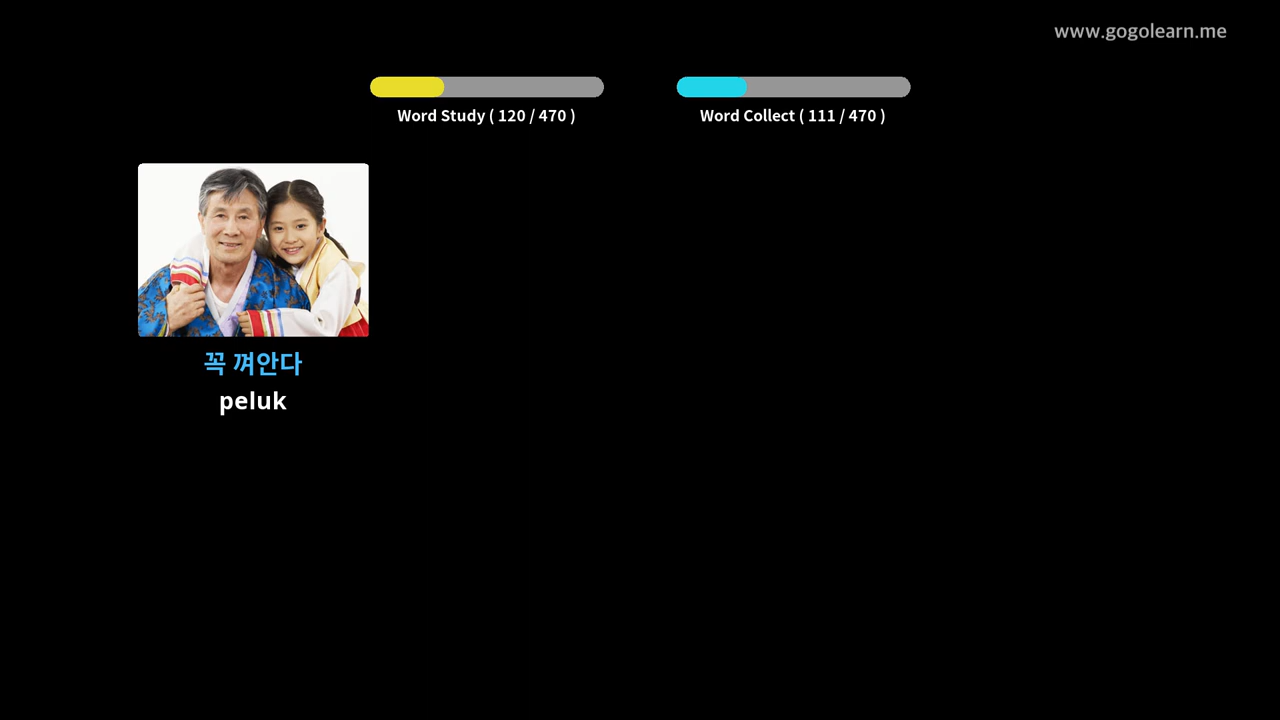 www.gogolearn.me
Word Study ( 120 / 470 )
Word Collect ( 111 / 470 )
꼭 껴안다
peluk